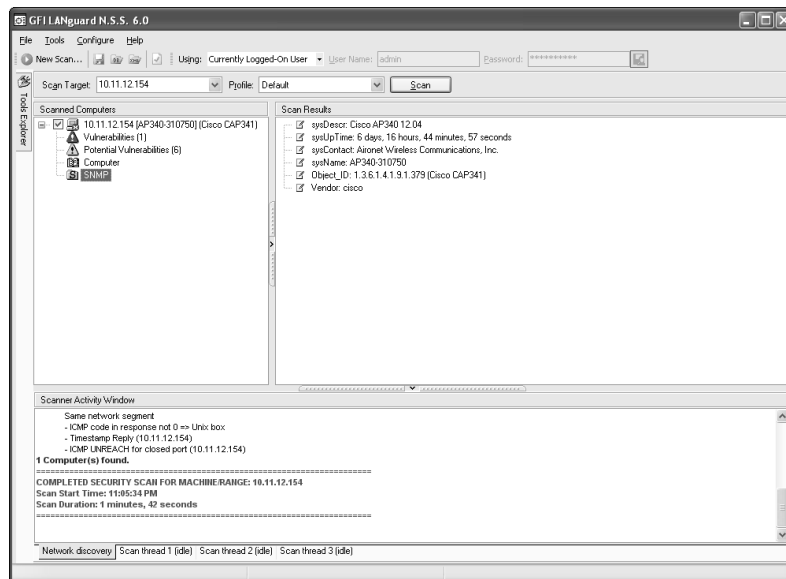 GFI LANguard N.S.S. 6.0
File Tools Configure Help
New Scan... Using: Currently Logged-On User User Name: admin Password: **********
Scan Target: 10.11.12.154 Profile: Default Scan
Tools Explorer
Scanned Computers
10.11.12.154 [AP340-310750] (Cisco CAP341)
Vulnerabilities (1)
Potential Vulnerabilities (6)
Computer
SNMP
Scan Results
sysDescr: Cisco AP340 12.04
sysUpTime: 6 days, 16 hours, 44 minutes, 57 seconds
sysContact: Aironet Wireless Communications, Inc.
sysName: AP340-310750
Object_ID: 1.3.6.1.4.1.9.1.379 (Cisco CAP341)
Vendor: cisco
Scanner Activity Window
Same network segment
- ICMP code in response not 0 => Unix box
- Timestamp Reply (10.11.12.154)
- ICMP UNREACH for closed port (10.11.12.154)
1 Computer(s) found.
COMPLETED SECURITY SCAN FOR MACHINE/RANGE: 10.11.12.154
Scan Start Time: 11:05:34 PM
Scan Duration: 1 minutes, 42 seconds
Network discovery Scan thread 1 (idle) Scan thread 2 (idle) Scan thread 3 (idle)